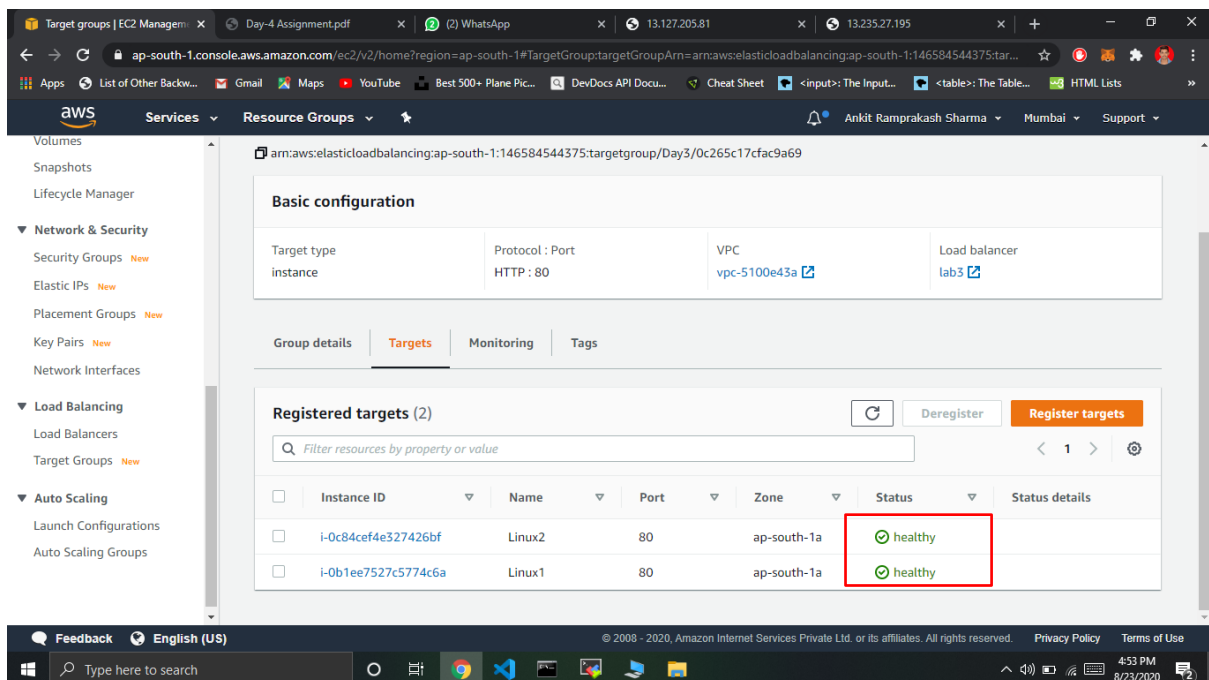 Target groups | EC2 Managem
Day-4 Assignment.pdf
(2) WhatsApp
13.127.205.81
13.235.27.195
ap-south-1.console.aws.amazon.com/ec2/v2/home?region=ap-south-1#TargetGroup:targetGroupArn=arn:aws:elasticloadbalancing:ap-south-1:146584544375:tar...
Apps List of Other Backw... Gmail Maps YouTube Best 500+ Plane Pic... DevDocs API Docu... Cheat Sheet <input>: The Input... <table>: The Table... HTML Lists »
aws Services Resource Groups Ankit Ramprakash Sharma Mumbai Support
Volumes
Snapshots
Lifecycle Manager
Network & Security
Security Groups New
Elastic IPs New
Placement Groups New
Key Pairs New
Network Interfaces
Load Balancing
Load Balancers
Target Groups New
Auto Scaling
Launch Configurations
Auto Scaling Groups
arn:aws:elasticloadbalancing:ap-south-1:146584544375:targetgroup/Day3/0c265c17cfac9a69
Basic configuration
Target type Protocol : Port VPC Load balancer
instance HTTP : 80 vpc-5100e43a lab3
Group details Targets Monitoring Tags
Registered targets (2) Deregister Register targets
Filter resources by property or value < 1 >
Instance ID Name Port Zone Status Status details
i-0c84cef4e327426bf Linux2 80 ap-south-1a healthy
i-0b1ee7527c5774c6a Linux1 80 ap-south-1a healthy
Feedback English (US) © 2008 - 2020, Amazon Internet Services Private Ltd. or its affiliates. All rights reserved. Privacy Policy Terms of Use
Type here to search 4:53 PM
8/23/2020 2